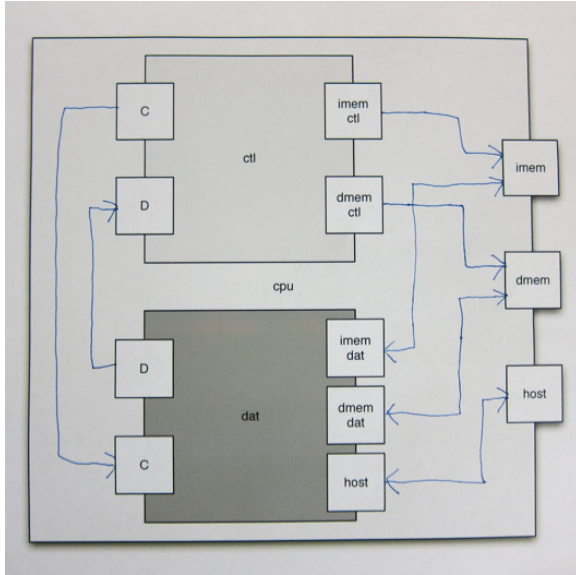 C
imem
ctl
ctl
imem
D
dmem
ctl
dmem
cpu
D
imem
dat
host
dat
dmem
dat
C
host